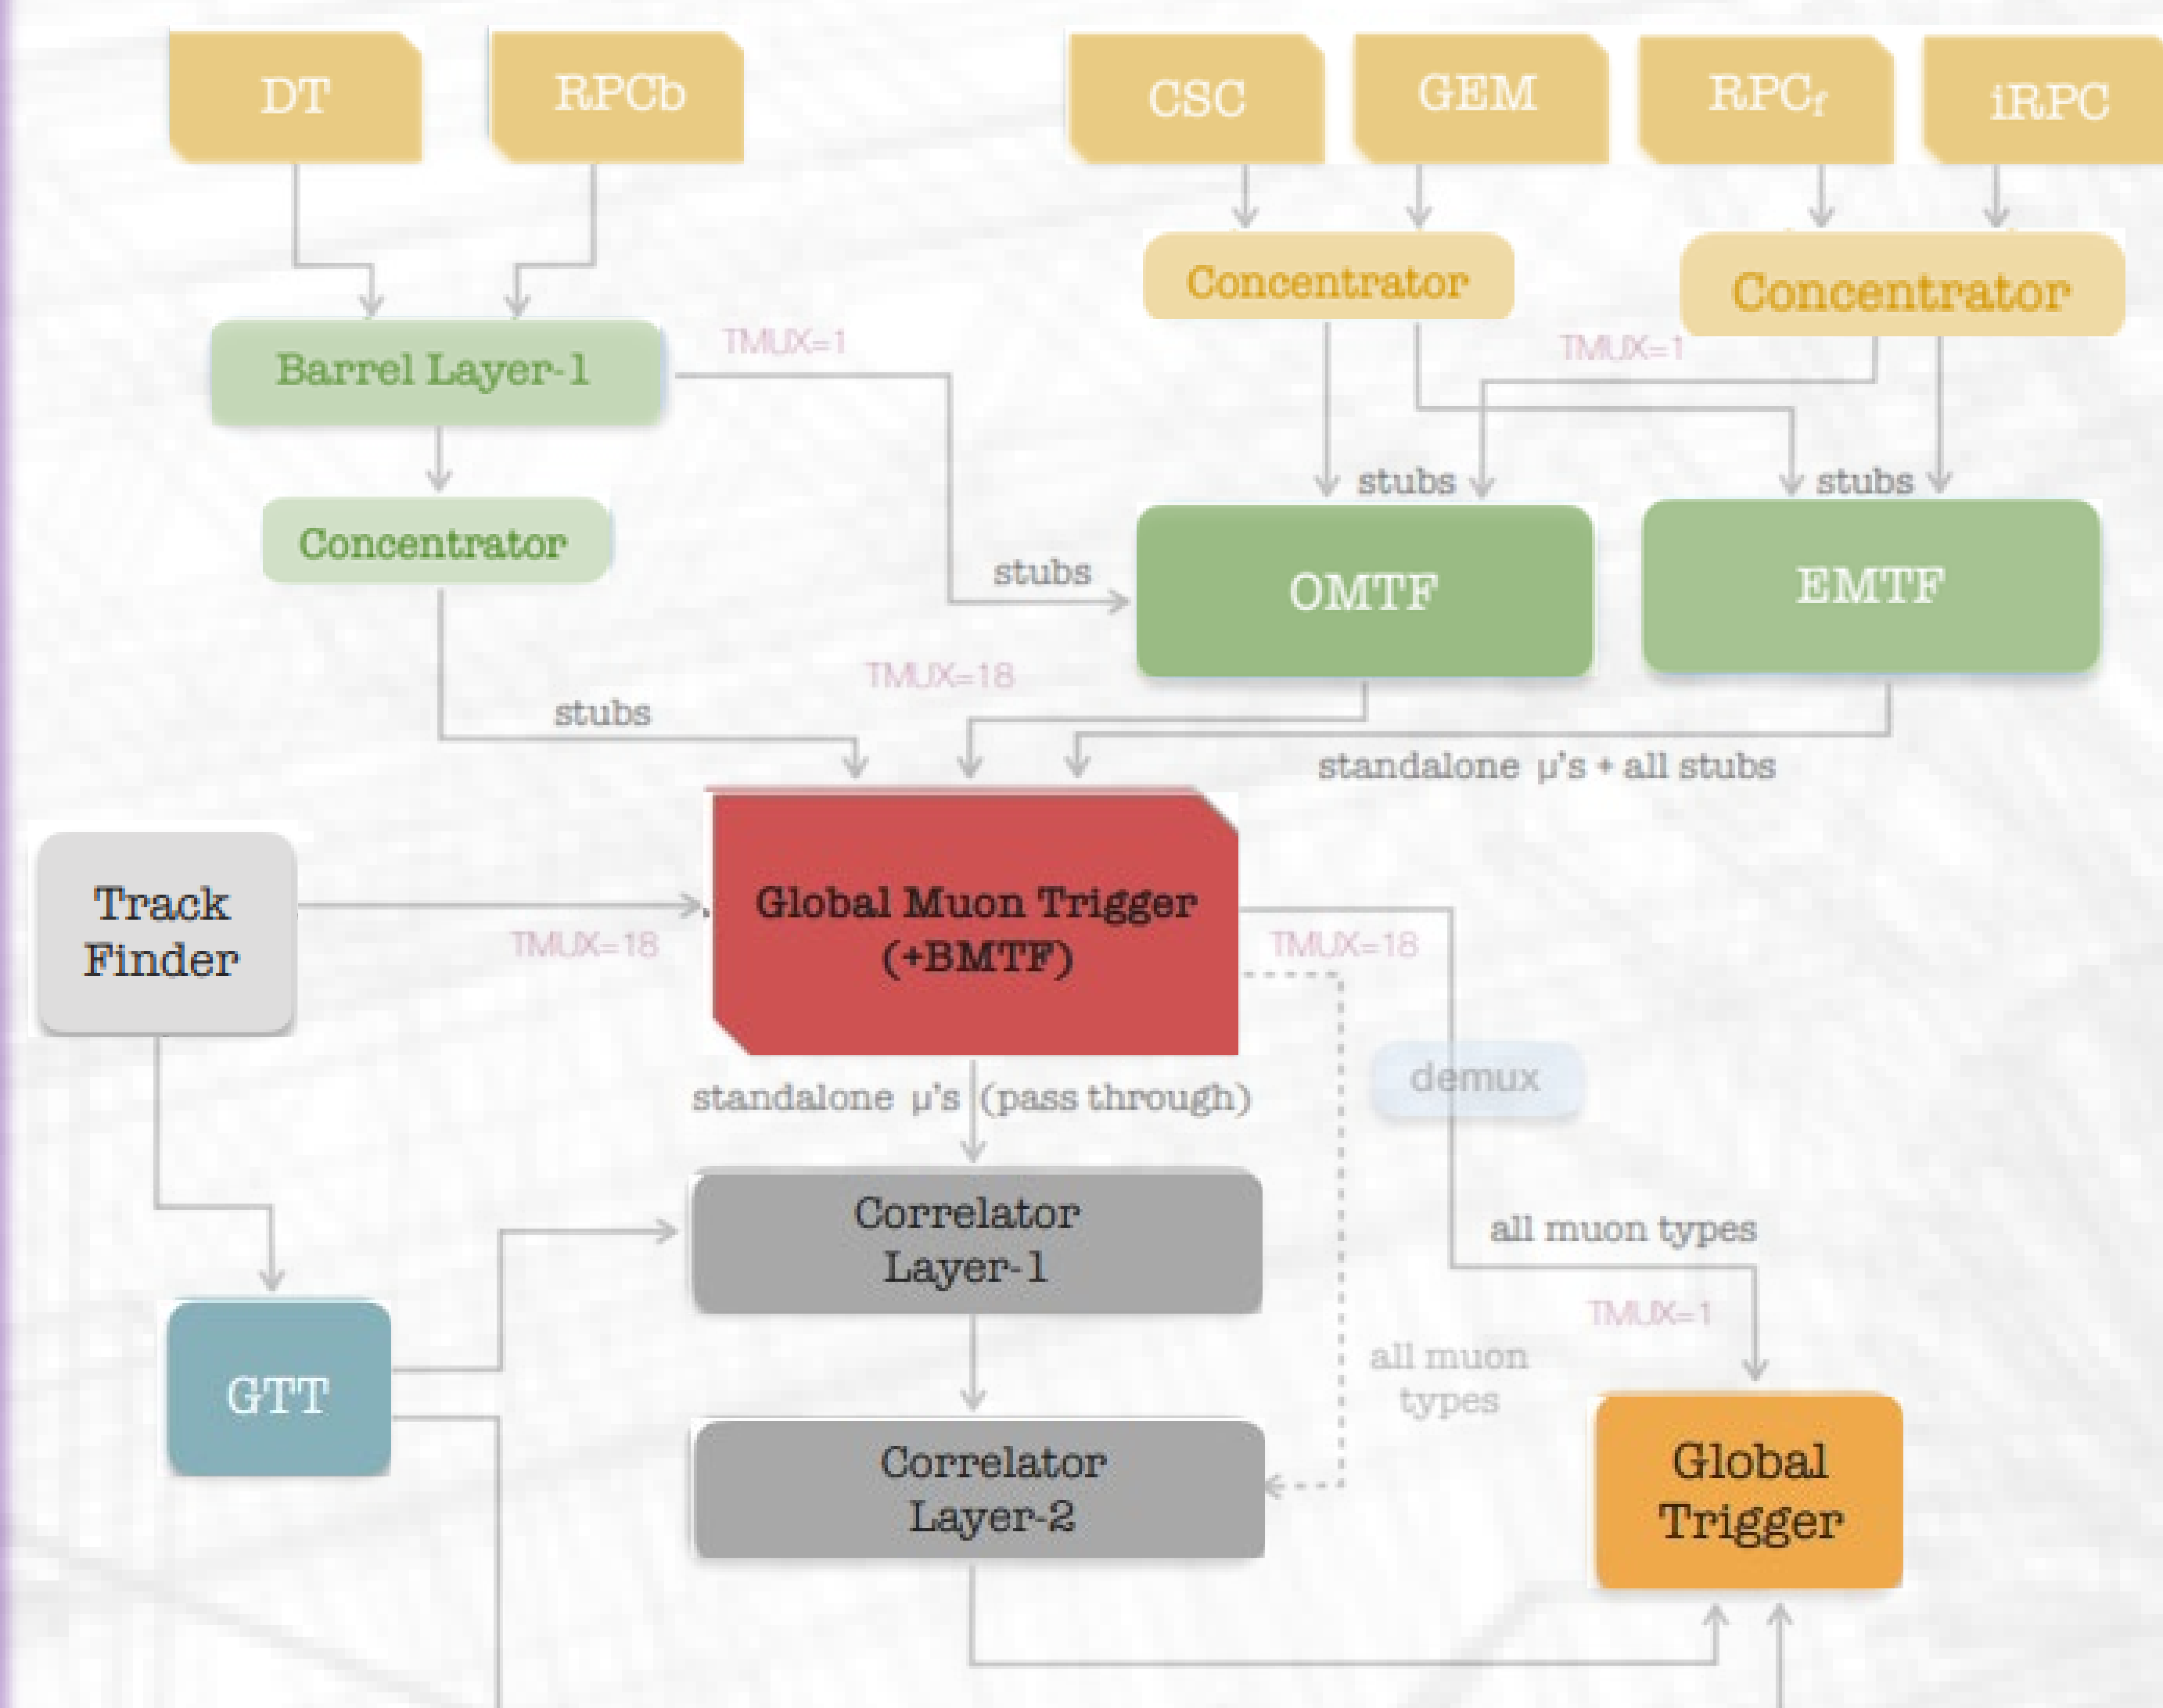 DT
RPCb
CSC
GEM
RPCf
iRPC
Concentrator
Concentrator
Barrel Layer-1
TMUX=1
TMUX=1
stubs
stubs
Concentrator
stubs
OMTF
EMTF
TMUX=18
stubs
standalone μ's + all stubs
Track
Finder
TMUX=18
Global Muon Trigger
(+BMTF)
TMUX=18
demux
standalone μ's (pass through)
Correlator
Layer-1
all muon types
TMUX=1
all muon
types
GTT
Correlator
Layer-2
Global
Trigger